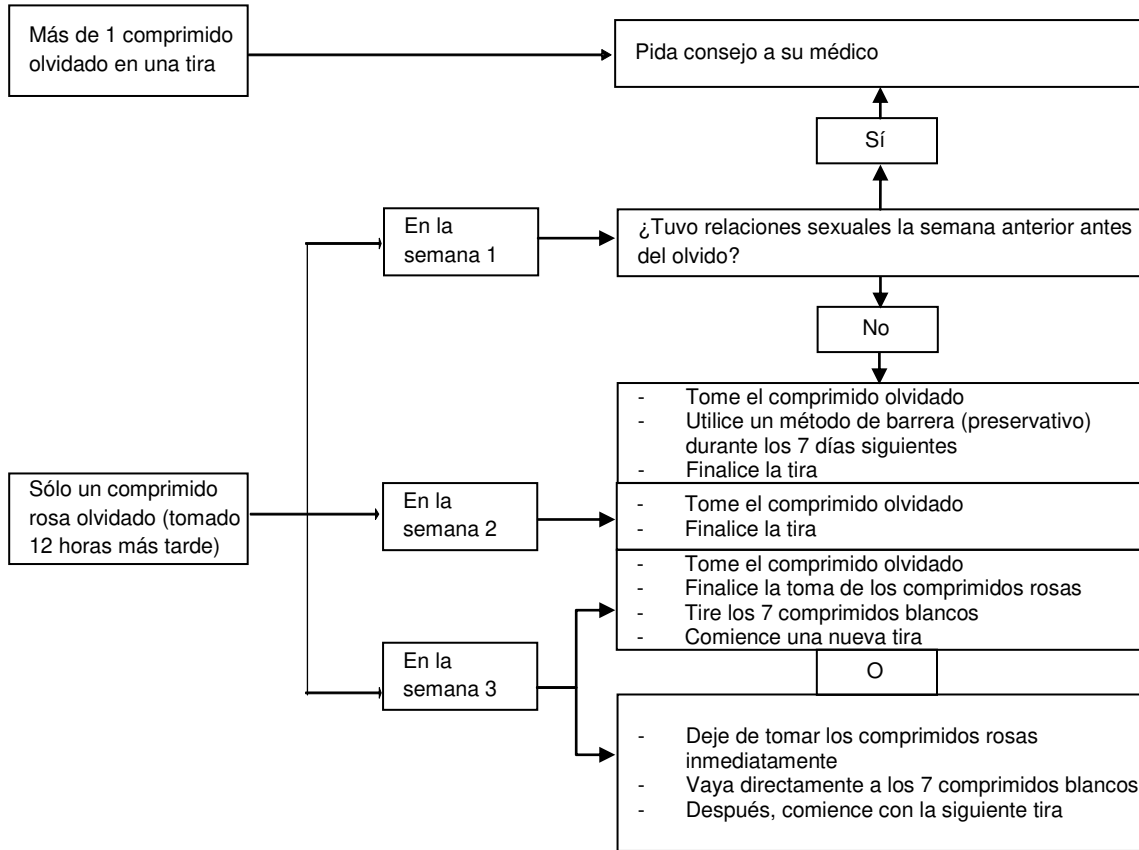 Más de 1 comprimido
olvidado en una tira
Pida consejo a su médico
Sí
En la
semana 1
¿Tuvo relaciones sexuales la semana anterior antes
del olvido?
No
- Tome el comprimido olvidado
- Utilice un método de barrera (preservativo)
durante los 7 días siguientes
- Finalice la tira
Sólo un comprimido
rosa olvidado (tomado
12 horas más tarde)
En la
semana 2
- Tome el comprimido olvidado
- Finalice la tira
- Tome el comprimido olvidado
- Finalice la toma de los comprimidos rosas
- Tire los 7 comprimidos blancos
- Comience una nueva tira
En la
semana 3
O
- Deje de tomar los comprimidos rosas
inmediatamente
- Vaya directamente a los 7 comprimidos blancos
- Después, comience con la siguiente tira